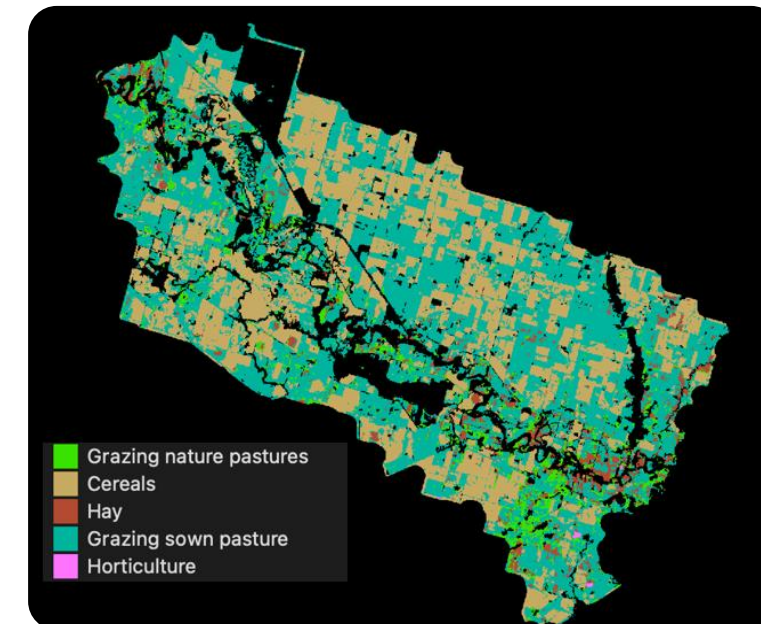 Grazing nature pastures
Cereals
Hay
Grazing sown pasture
Horticulture